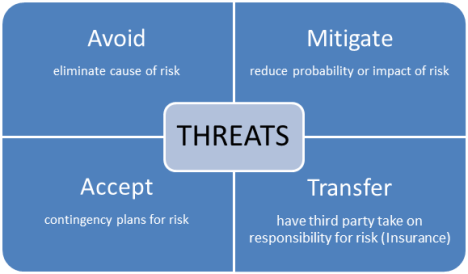 Avoid
eliminate cause of risk
Mitigate
reduce probability or impact of risk
THREATS
Accept
contingency plans for risk
Transfer
have third party take on
responsibility for risk (Insurance)